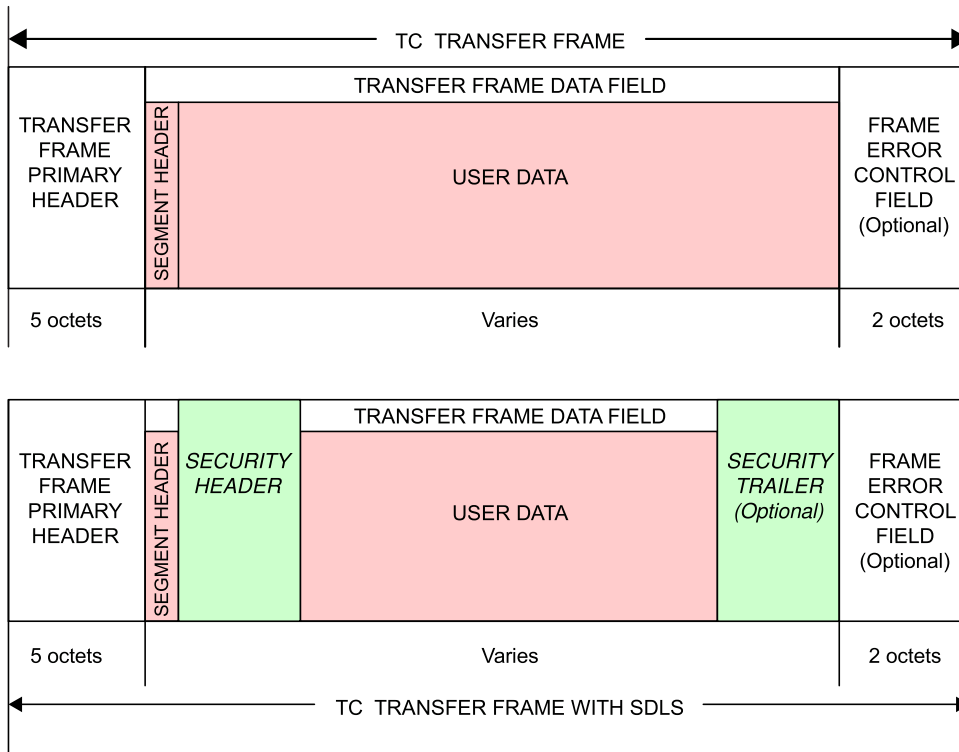 TC TRANSFER FRAME
TRANSFER FRAME DATA FIELD
TRANSFER
FRAME
PRIMARY
HEADER
SEGMENT HEADER
USER DATA
FRAME
ERROR
CONTROL
FIELD
(Optional)
5 octets
Varies
2 octets
TRANSFER FRAME DATA FIELD
TRANSFER
FRAME
PRIMARY
HEADER
SEGMENT HEADER
SECURITY
HEADER
USER DATA
SECURITY
TRAILER
(Optional)
FRAME
ERROR
CONTROL
FIELD
(Optional)
5 octets
Varies
2 octets
TC TRANSFER FRAME WITH SDLS